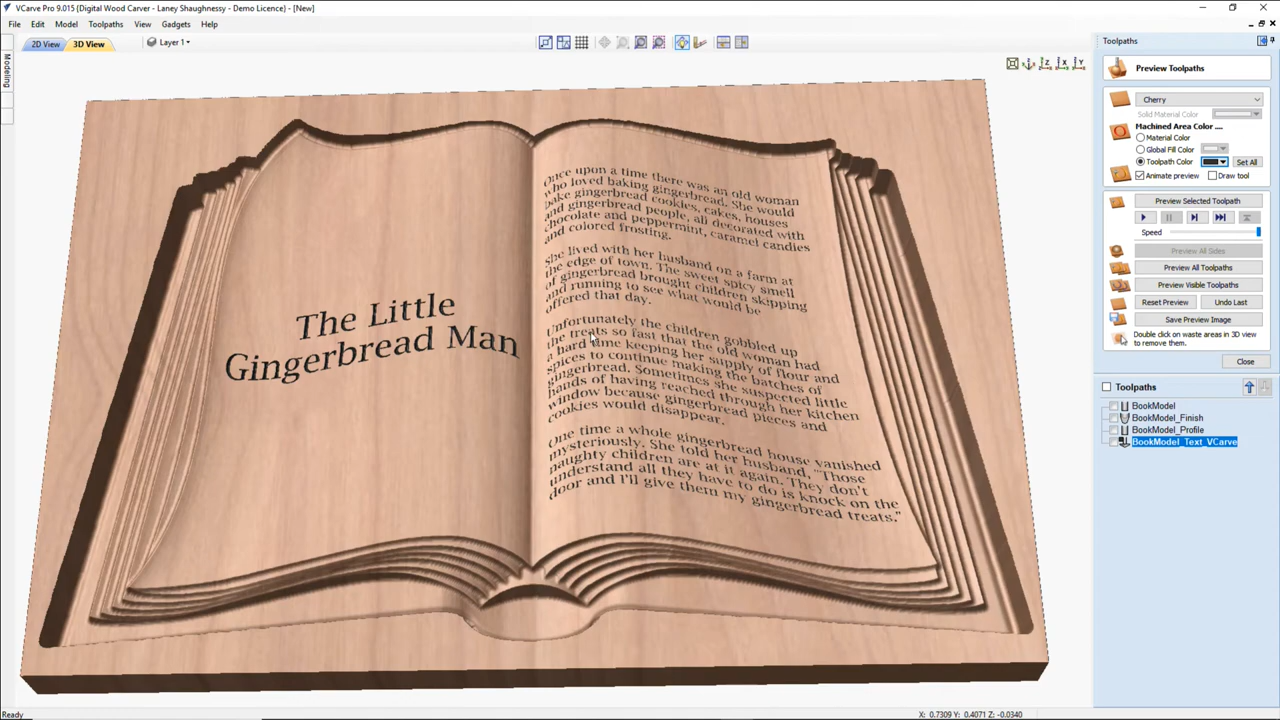 VCarve Pro 9.015 {Digital Wood Carver - Laney Shaughnessy - Demo Licence} - [New]
File Edit Model Toolpaths View Gadgets Help
2D View 3D View Layer 1
Modeling
The Little
Gingerbread Man
Once upon a time there was an old woman
who loved baking gingerbread. She would
bake gingerbread cookies, cakes, houses
and gingerbread people, all decorated with
chocolate and peppermint, caramel candies
and colored frosting.
She lived with her husband on a farm at
the edge of town. The sweet spicy smell
of gingerbread brought children skipping
and running to see what would be
offered that day.
Unfortunately the children gobbled up
the treats so fast that the old woman had
a hard time keeping her supply of flour and
spices to continue making the batches of
gingerbread. Sometimes she suspected little
hands of having reached through her kitchen
window because gingerbread pieces and
cookies would disappear.
One time a whole gingerbread house vanished
mysteriously. She told her husband, "Those
naughty children are at it again. They don't
understand all they have to do is knock on the
door and I'll give them my gingerbread treats."
Toolpaths
Preview Toolpaths
Cherry
Solid Material Color
Machined Area Color ....
Material Color
Global Fill Color
Toolpath Color Set All
Animate preview Draw tool
Preview Selected Toolpath
Speed
Preview All Sides
Preview All Toolpaths
Preview Visible Toolpaths
Reset Preview Undo Last
Save Preview Image
Double click on waste areas in 3D view
to remove them.
Close
Toolpaths
BookModel
BookModel_Finish
BookModel_Profile
BookModel_Text_VCarve
Ready
X: 0.7309 Y: 0.4071 Z: -0.0340